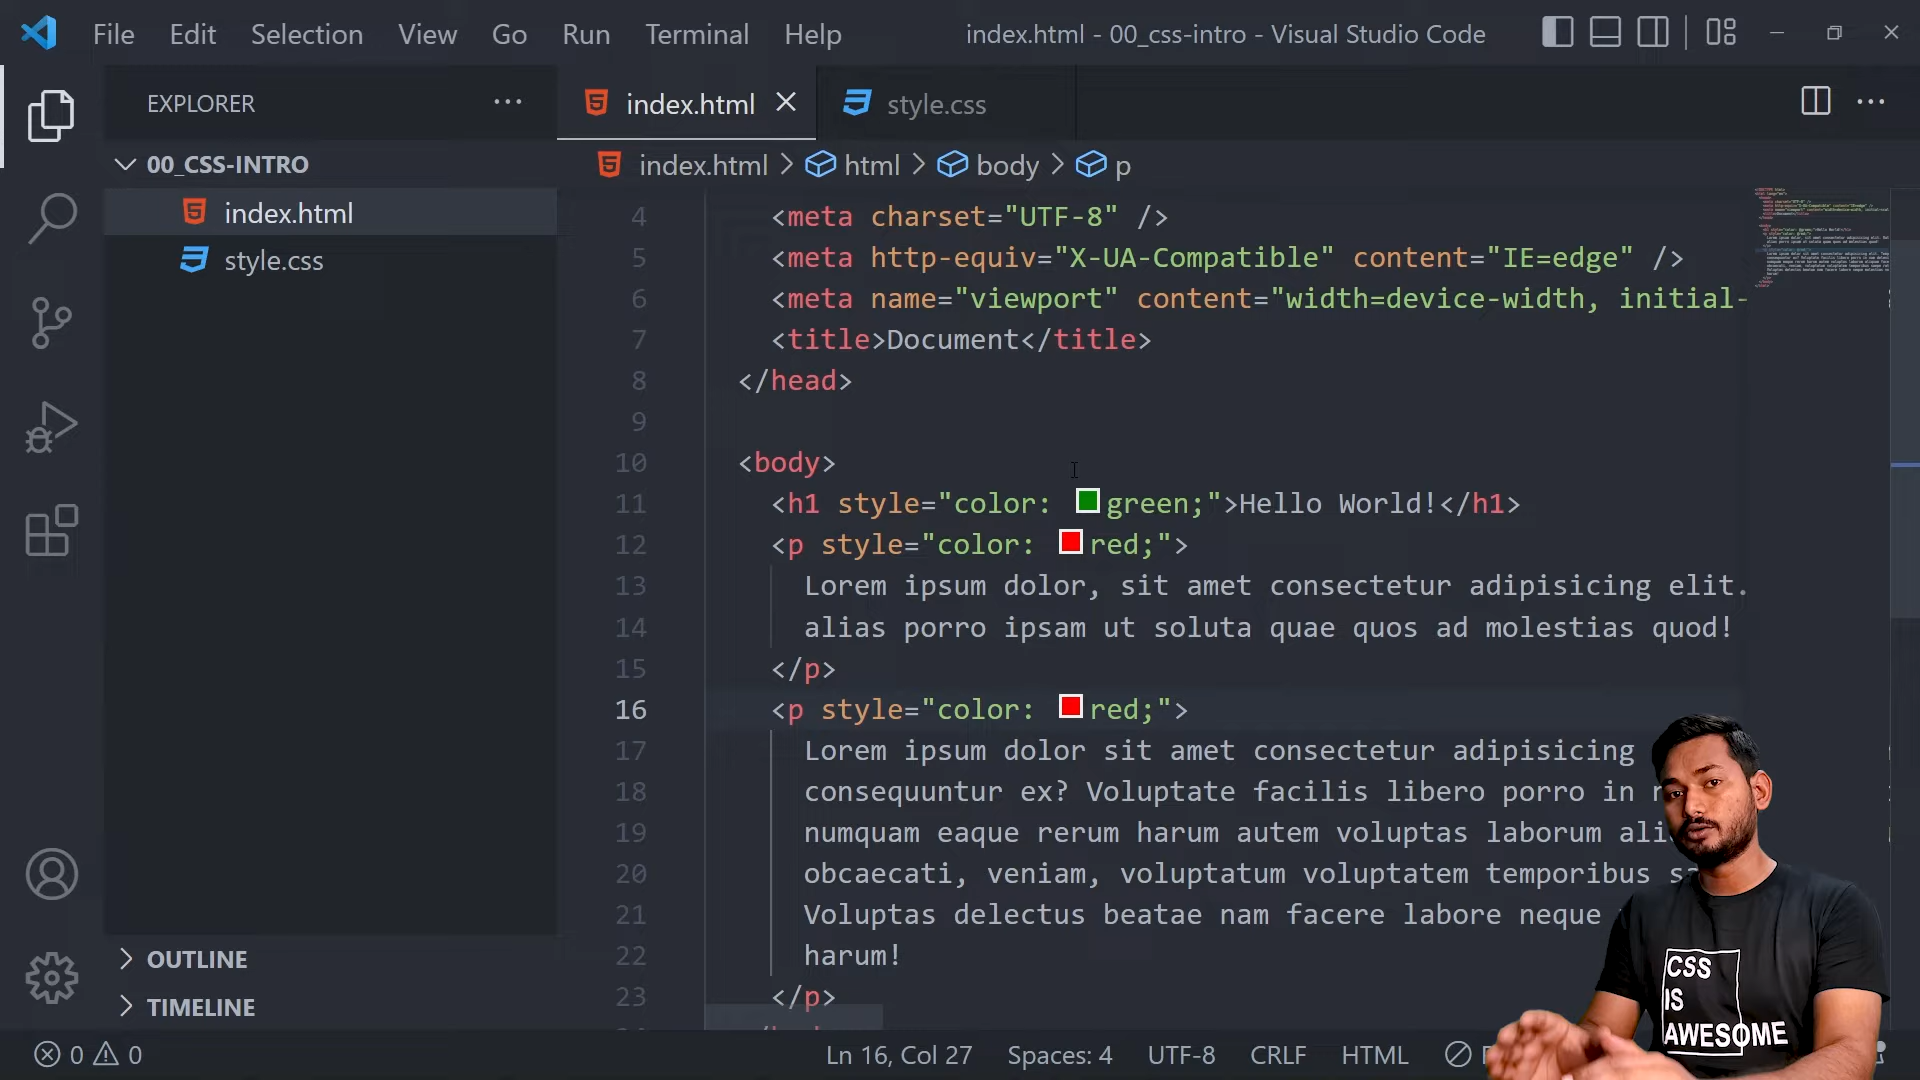 File Edit Selection View Go Run Terminal Help
index.html - 00_css-intro - Visual Studio Code
EXPLORER
00_CSS-INTRO
index.html
style.css
OUTLINE
TIMELINE
index.html
style.css
index.html > html > body > p
4 <meta charset="UTF-8" />
5 <meta http-equiv="X-UA-Compatible" content="IE=edge" />
6 <meta name="viewport" content="width=device-width, initial-
7 <title>Document</title>
8 </head>
9
10 <body>
11 <h1 style="color: green;">Hello World!</h1>
12 <p style="color: red;">
13 Lorem ipsum dolor, sit amet consectetur adipisicing elit.
14 alias porro ipsam ut soluta quae quos ad molestias quod!
15 </p>
16 <p style="color: red;">
17 Lorem ipsum dolor sit amet consectetur adipisicing
18 consequuntur ex? Voluptate facilis libero porro in
19 numquam eaque rerum harum autem voluptas laborum
20 obcaecati, veniam, voluptatum voluptatem temporibus
21 Voluptas delectus beatae nam facere labore neque
22 harum!
23 </p>
CSS
IS
AWESOME
0 0
Ln 16, Col 27 Spaces: 4 UTF-8 CRLF HTML